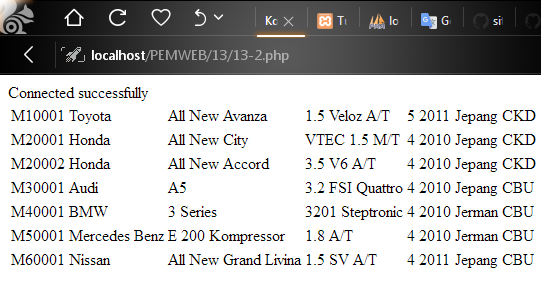 Ko
Tu
lo
Go
sit
localhost/PEMWEB/13/13-2.php
Connected successfully
M10001 Toyota All New Avanza 1.5 Veloz A/T 5 2011 Jepang CKD
M20001 Honda All New City VTEC 1.5 M/T 4 2010 Jepang CKD
M20002 Honda All New Accord 3.5 V6 A/T 4 2010 Jepang CKD
M30001 Audi A5 3.2 FSI Quattro 4 2010 Jepang CBU
M40001 BMW 3 Series 3201 Steptronic 4 2010 Jerman CBU
M50001 Mercedes Benz E 200 Kompressor 1.8 A/T 4 2010 Jerman CBU
M60001 Nissan All New Grand Livina 1.5 SV A/T 4 2011 Jepang CBU